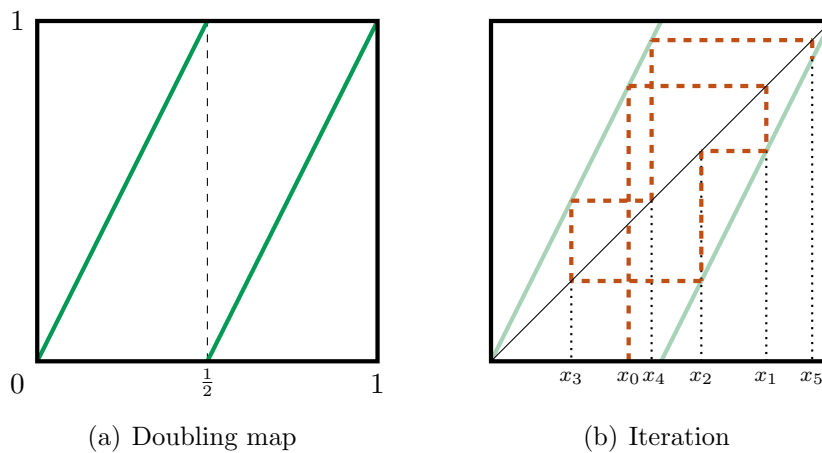 1
0
1/2
1
x₃ x₀ x₄ x₂ x₁ x₅
(a) Doubling map
(b) Iteration